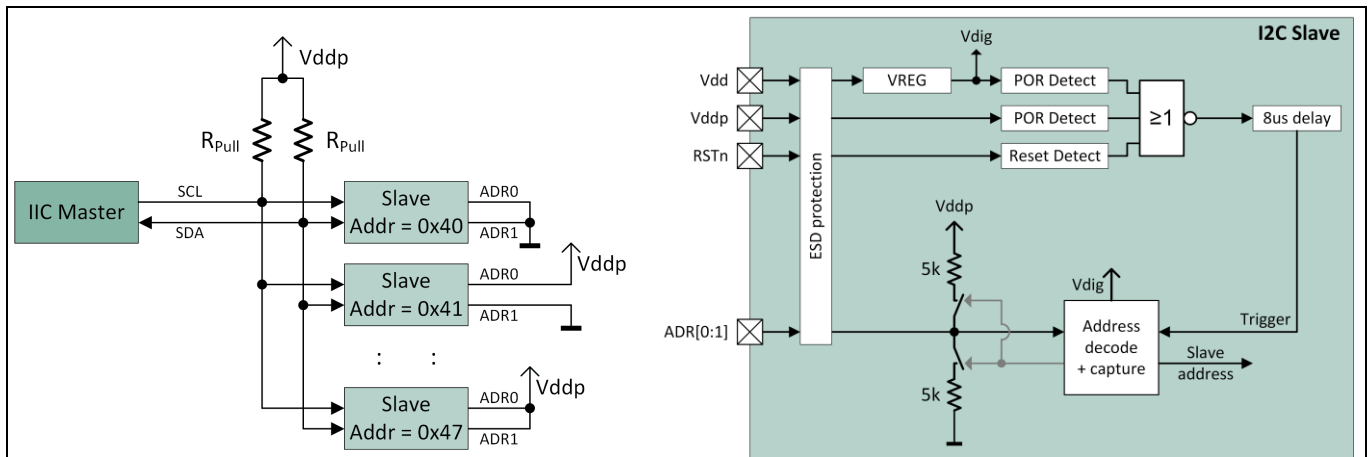 Vddp
R_Pull
R_Pull
IIC Master
SCL
SDA
Slave
Addr = 0x40
ADR0
ADR1
Vddp
Slave
Addr = 0x41
ADR0
ADR1
: :
Vddp
Slave
Addr = 0x47
ADR0
ADR1
I2C Slave
Vdig
Vdd
VREG
POR Detect
Vddp
POR Detect
≥1
8us delay
RSTn
Reset Detect
ESD protection
Vddp
5k
Vdig
ADR[0:1]
Address
decode
+ capture
Trigger
Slave
address
5k